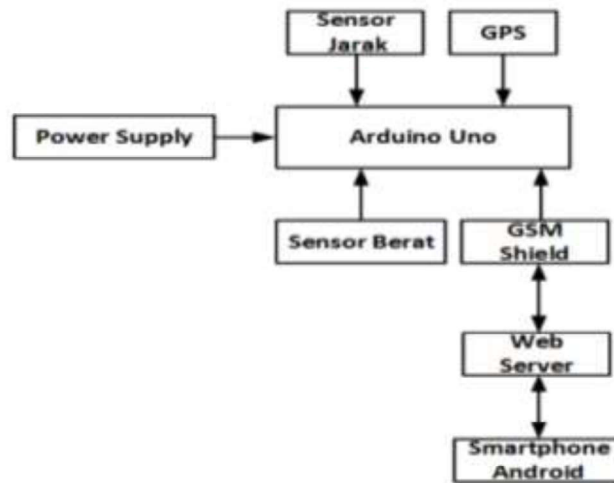 Sensor
Jarak
GPS
Power Supply
Arduino Uno
Sensor Berat
GSM
Shield
Web
Server
Smartphone
Android